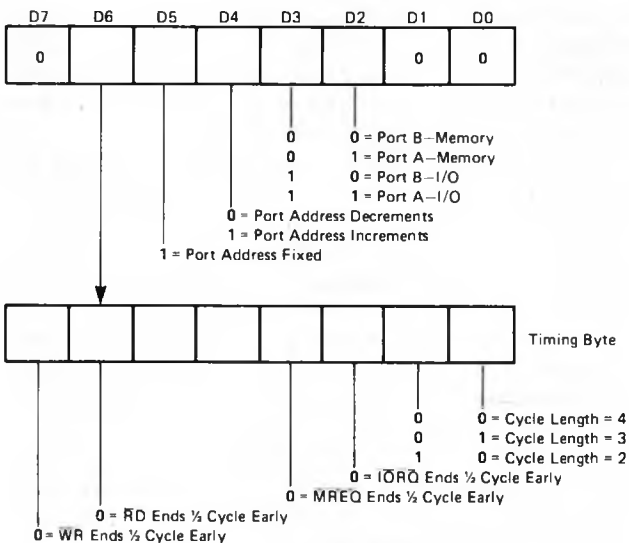 D7 D6 D5 D4 D3 D2 D1 D0
0 0 0
0 0 = Port B—Memory
0 1 = Port A—Memory
1 0 = Port B—I/O
1 1 = Port A—I/O
0 = Port Address Decrements
1 = Port Address Increments
1 = Port Address Fixed
Timing Byte
0 0 = Cycle Length = 4
0 1 = Cycle Length = 3
1 0 = Cycle Length = 2
0 = I̅O̅R̅Q̅ Ends ½ Cycle Early
0 = M̅R̅E̅Q̅ Ends ½ Cycle Early
0 = R̅D̅ Ends ½ Cycle Early
0 = W̅R̅ Ends ½ Cycle Early